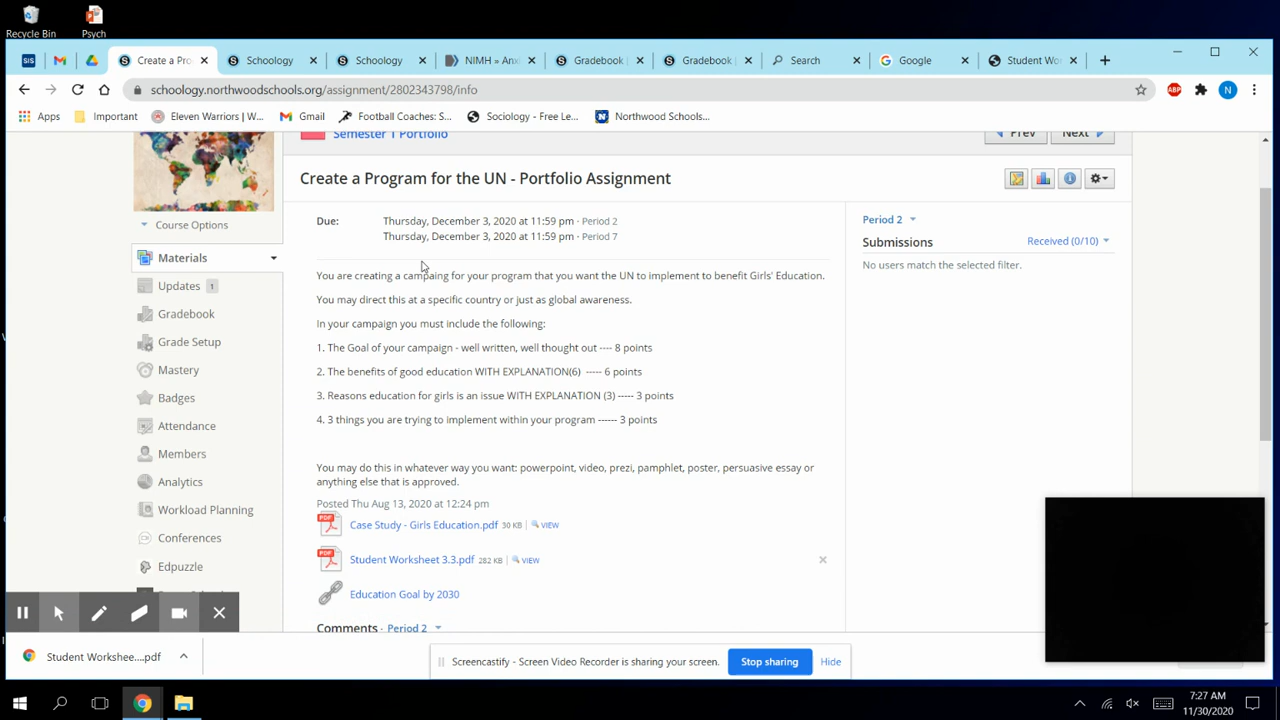 Recycle Bin
Psych
SIS
Create a Pro
Schoology
Schoology
NIMH » Anx
Gradebook
Gradebook
Search
Google
Student Wo
schoology.northwoodschools.org/assignment/2802343798/info
ABP
N
Apps
Important
Eleven Warriors | W...
Gmail
Football Coaches: S...
Sociology - Free Le...
Northwood Schools...
Semester 1 Portfolio
Prev
Next
Create a Program for the UN - Portfolio Assignment
Course Options
Due:
Thursday, December 3, 2020 at 11:59 pm · Period 2
Thursday, December 3, 2020 at 11:59 pm · Period 7
Period 2
Submissions
Received (0/10)
No users match the selected filter.
Materials
Updates 1
Gradebook
Grade Setup
Mastery
Badges
Attendance
Members
Analytics
Workload Planning
Conferences
Edpuzzle
You are creating a campaing for your program that you want the UN to implement to benefit Girls' Education.
You may direct this at a specific country or just as global awareness.
In your campaign you must include the following:
1. The Goal of your campaign - well written, well thought out ---- 8 points
2. The benefits of good education WITH EXPLANATION(6) ----- 6 points
3. Reasons education for girls is an issue WITH EXPLANATION (3) ----- 3 points
4. 3 things you are trying to implement within your program ------ 3 points
You may do this in whatever way you want: powerpoint, video, prezi, pamphlet, poster, persuasive essay or
anything else that is approved.
Posted Thu Aug 13, 2020 at 12:24 pm
PDF Case Study - Girls Education.pdf 30 KB VIEW
PDF Student Worksheet 3.3.pdf 282 KB VIEW
Education Goal by 2030
Comments · Period 2
Student Workshee....pdf
Screencastify - Screen Video Recorder is sharing your screen.
Stop sharing
Hide
7:27 AM
11/30/2020